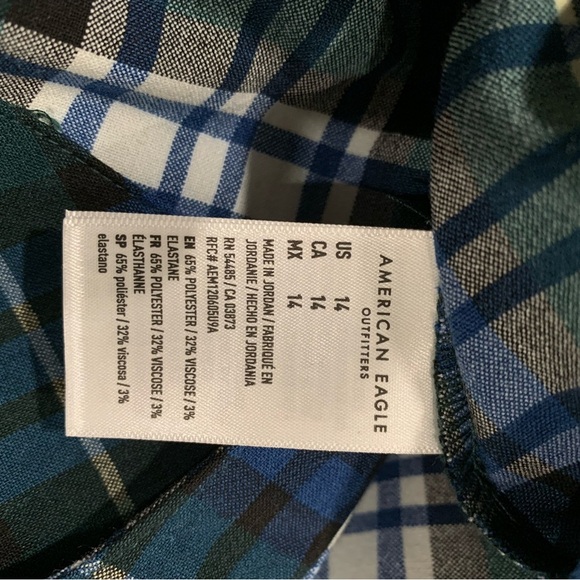 AMERICAN EAGLE
OUTFITTERS
US 14
CA 14
MX 14
MADE IN JORDAN / FABRIQUÉ EN
JORDANIE / HECHO EN JORDANIA
RN 54485 / CA 03873
RFC# AEM120605U9A
EN 65% POLYESTER / 32% VISCOSE / 3%
ELASTANE
FR 65% POLYESTER / 32% VISCOSE / 3%
ÉLASTHANNE
SP 65% poliéster / 32% viscosa / 3%
elastano